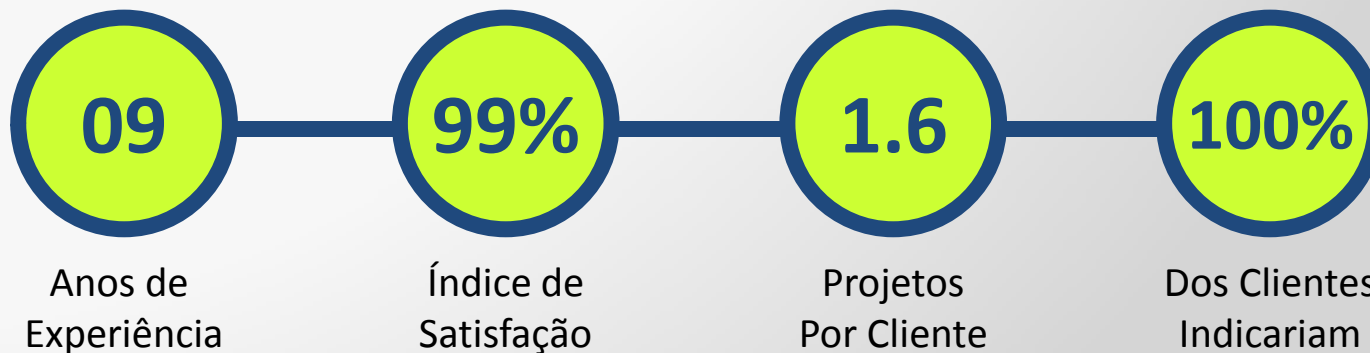 09
99%
1.6
100%
Anos de
Experiência
Índice de
Satisfação
Projetos
Por Cliente
Dos Clientes
Indicariam